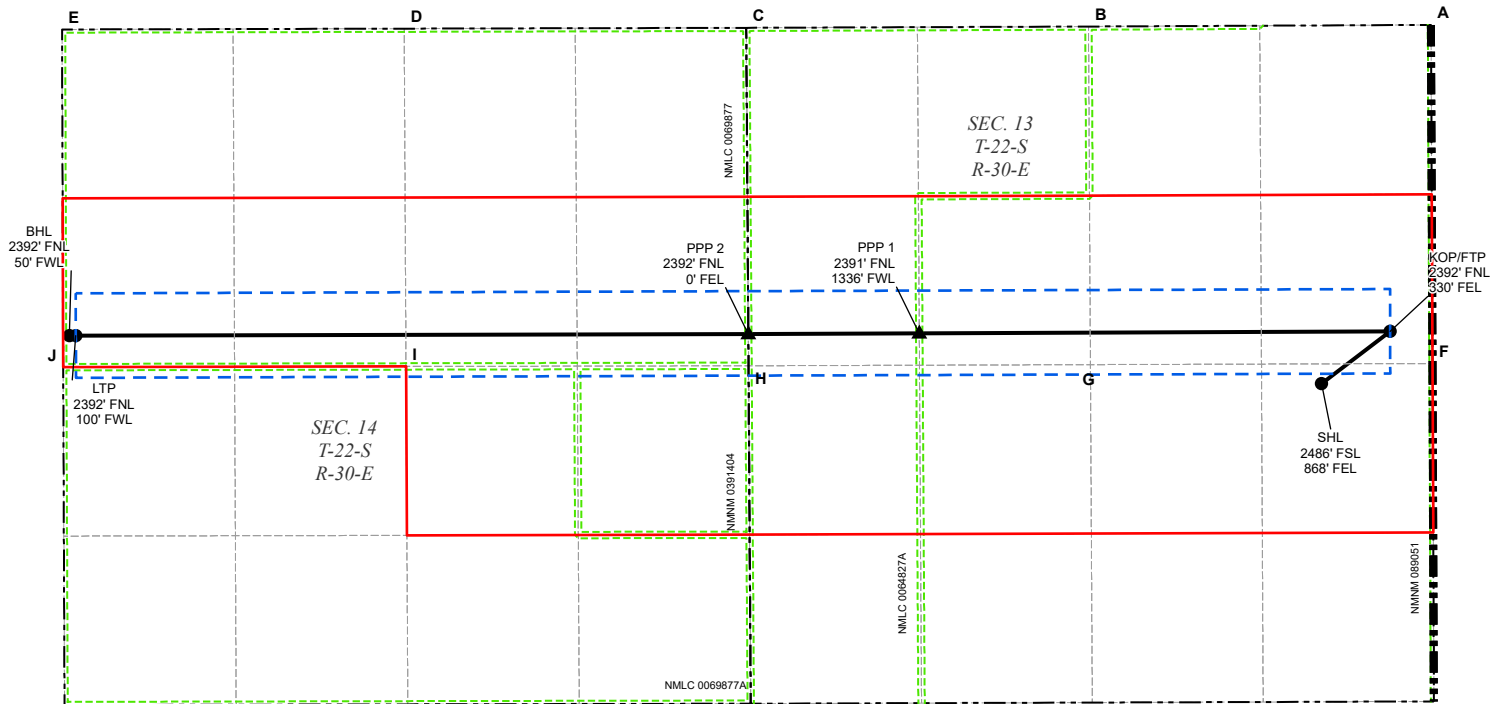 E
D
C
B
A
NMLC 0069877
SEC. 13
T-22-S
R-30-E
BHL
2392' FNL
50' FWL
PPP 2
2392' FNL
0' FEL
PPP 1
2391' FNL
1336' FWL
KOP/FTP
2392' FNL
330' FEL
J
I
H
G
F
LTP
2392' FNL
100' FWL
SEC. 14
T-22-S
R-30-E
SHL
2486' FSL
868' FEL
NMNM 0391404
NMLC 0064827A
NMNM 089051
NMLC 0069877A